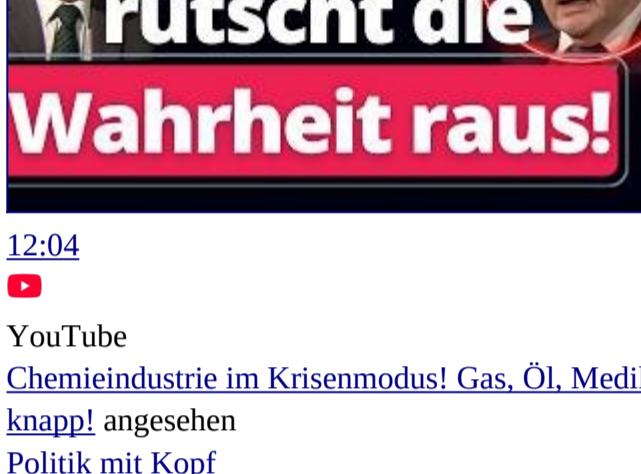 rutscht die
Wahrheit raus!
12:04
YouTube
Chemieindustrie im Krisenmodus! Gas, Öl,
knapp! angesehen
Politik mit Kopf